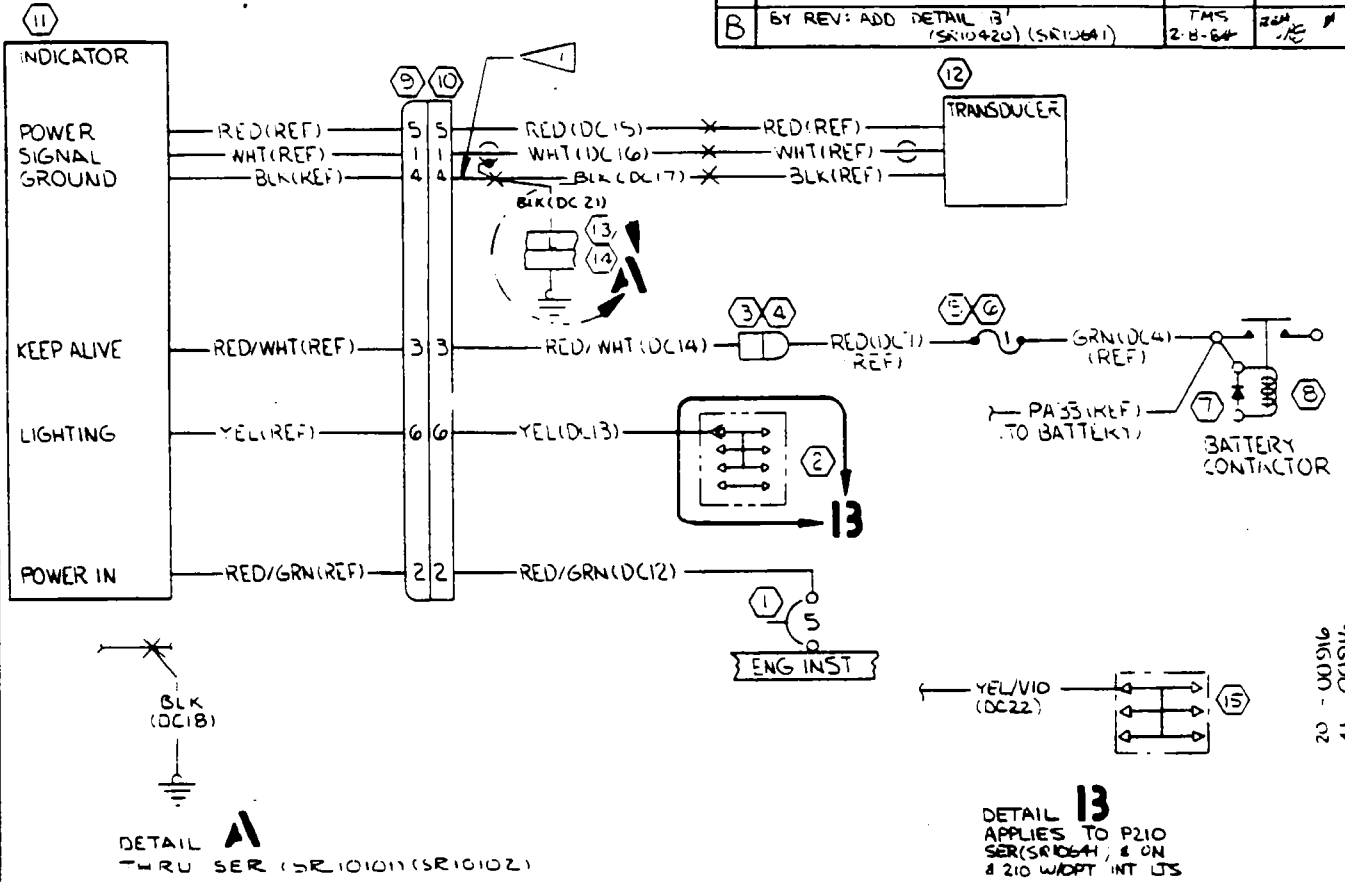 11
INDICATOR
B
BY REV: ADD DETAIL B
(SR10420) (SR10641)
TMS
2-8-84
9
10
1
12
TRANSDUCER
POWER
RED (REF)
5
5
RED (DC15)
RED (REF)
SIGNAL
WHT (REF)
1
1
WHT (DC16)
WHT (REF)
GROUND
BLK (REF)
4
4
BLK (DC17)
BLK (REF)
BLK (DC21)
13
14
A
KEEP ALIVE
RED/WHT (REF)
3
3
RED/WHT (DC14)
3
4
RED (DC1)
REF)
5
6
1
GRN (DC4)
(REF)
PA33 (REF)
TO BATTERY)
7
8
BATTERY
CONTACTOR
LIGHTING
YEL (REF)
6
6
YEL (DC13)
2
B
POWER IN
RED/GRN (REF)
2
2
RED/GRN (DC12)
1
5
ENG INST
BLK
(DC18)
YEL/VIO
(DC22)
15
20 - 00916
DETAIL A
THRU SER (SR10101) (SR10102)
DETAIL B
APPLIES TO P210
SER (SR10641) & ON
& 210 W/OPT INT LTS